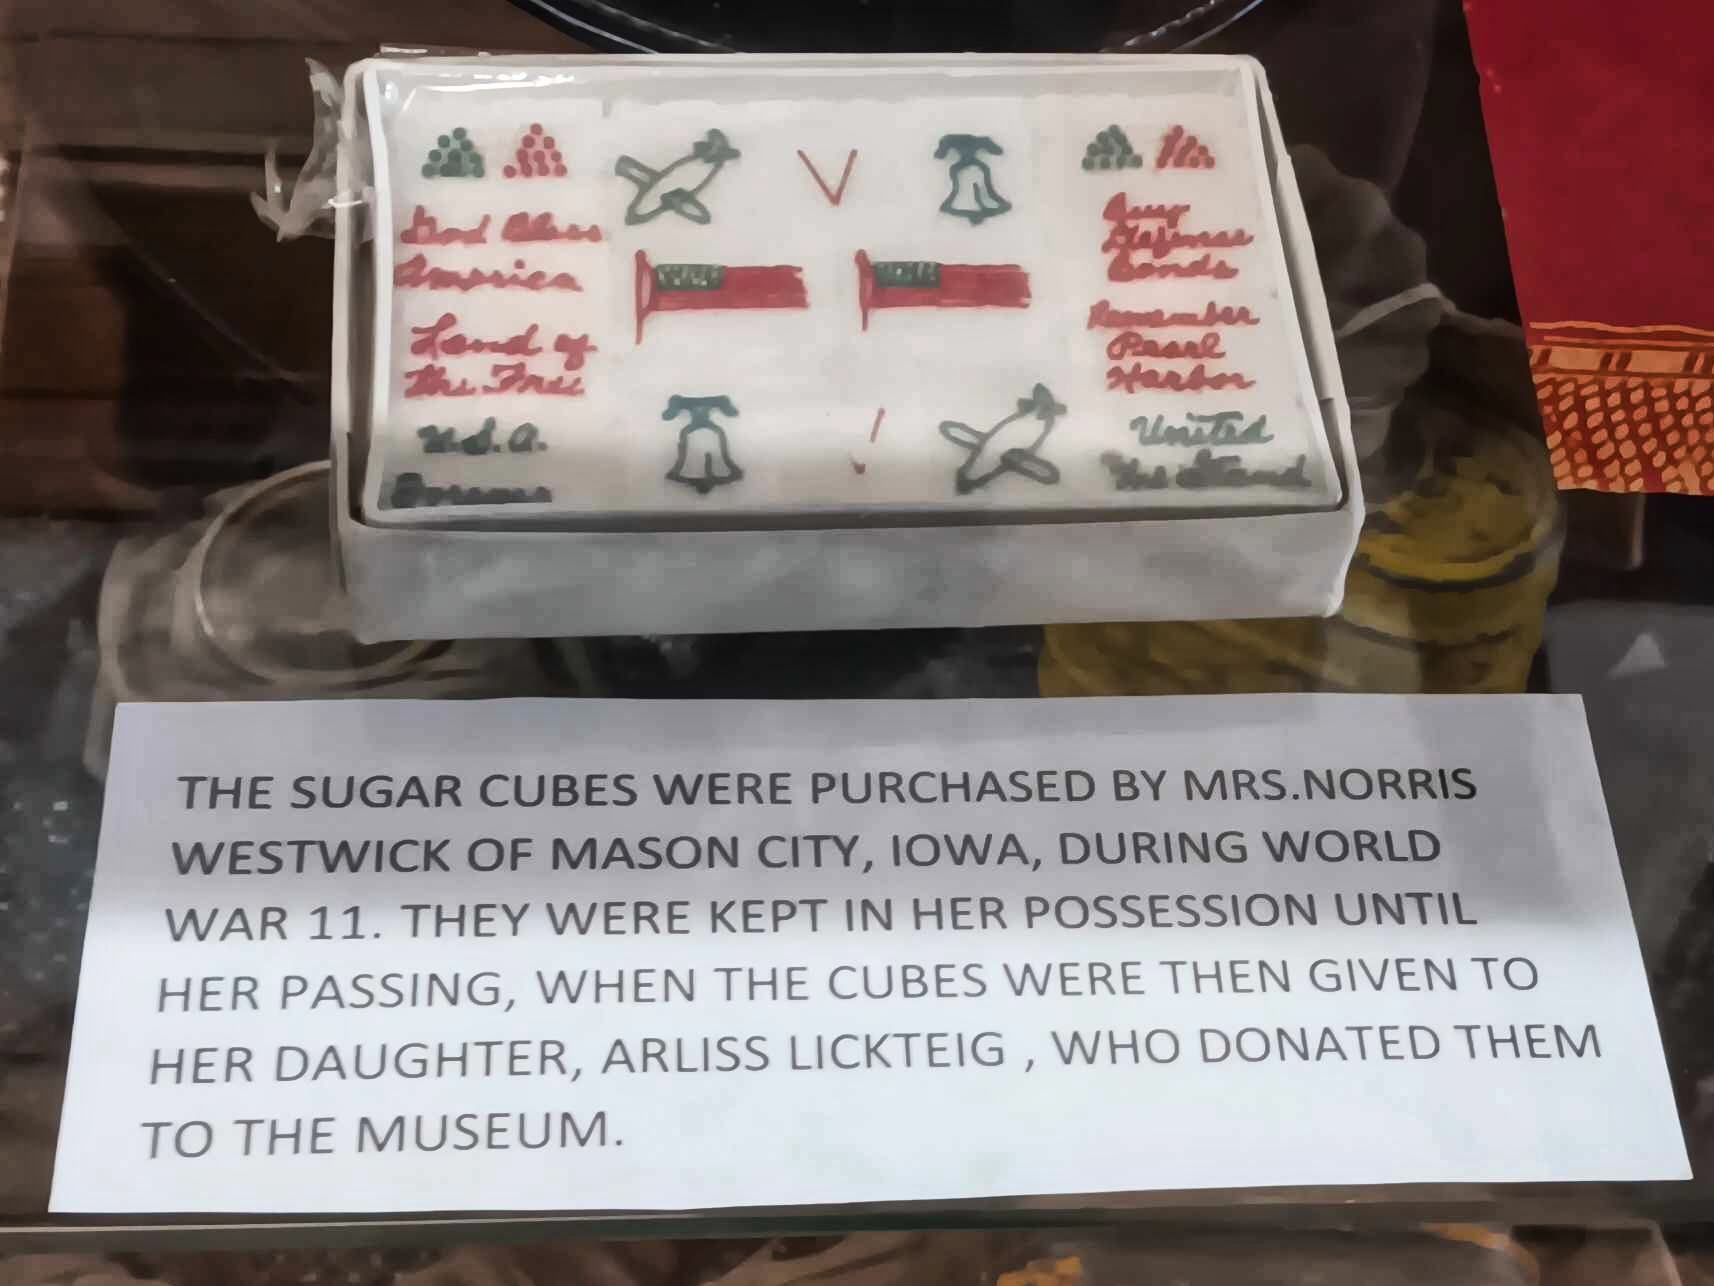 God Bless
America
Land of
the Free
U.S.A.
V
Buy
Defense
Bonds
Remember
Pearl
Harbor
United
We Stand
THE SUGAR CUBES WERE PURCHASED BY MRS.NORRIS
WESTWICK OF MASON CITY, IOWA, DURING WORLD
WAR 11. THEY WERE KEPT IN HER POSSESSION UNTIL
HER PASSING, WHEN THE CUBES WERE THEN GIVEN TO
HER DAUGHTER, ARLISS LICKTEIG , WHO DONATED THEM
TO THE MUSEUM.